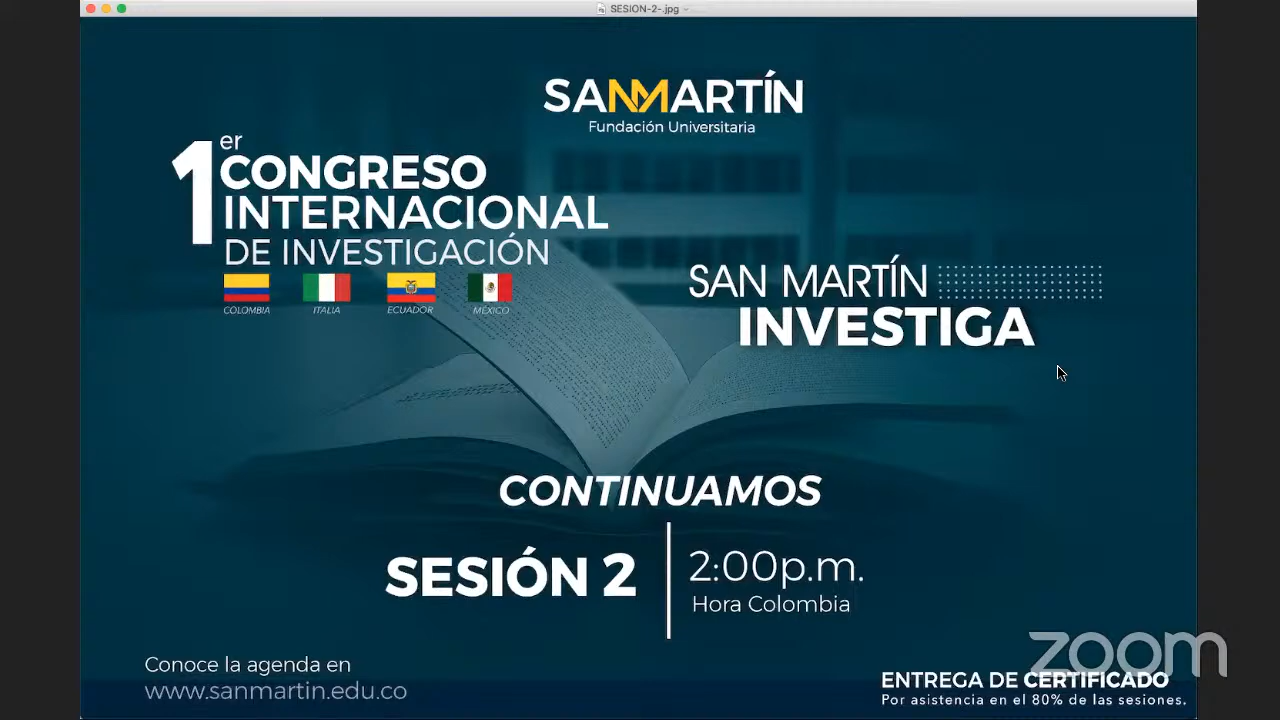 SESION-2-.jpg
SANMARTÍN
Fundación Universitaria
1er
CONGRESO
INTERNACIONAL
DE INVESTIGACIÓN
COLOMBIA ITALIA ECUADOR MÉXICO
SAN MARTÍN
INVESTIGA
CONTINUAMOS
SESIÓN 2
2:00p.m.
Hora Colombia
Conoce la agenda en
www.sanmartin.edu.co
zoom
ENTREGA DE CERTIFICADO
Por asistencia en el 80% de las sesiones.